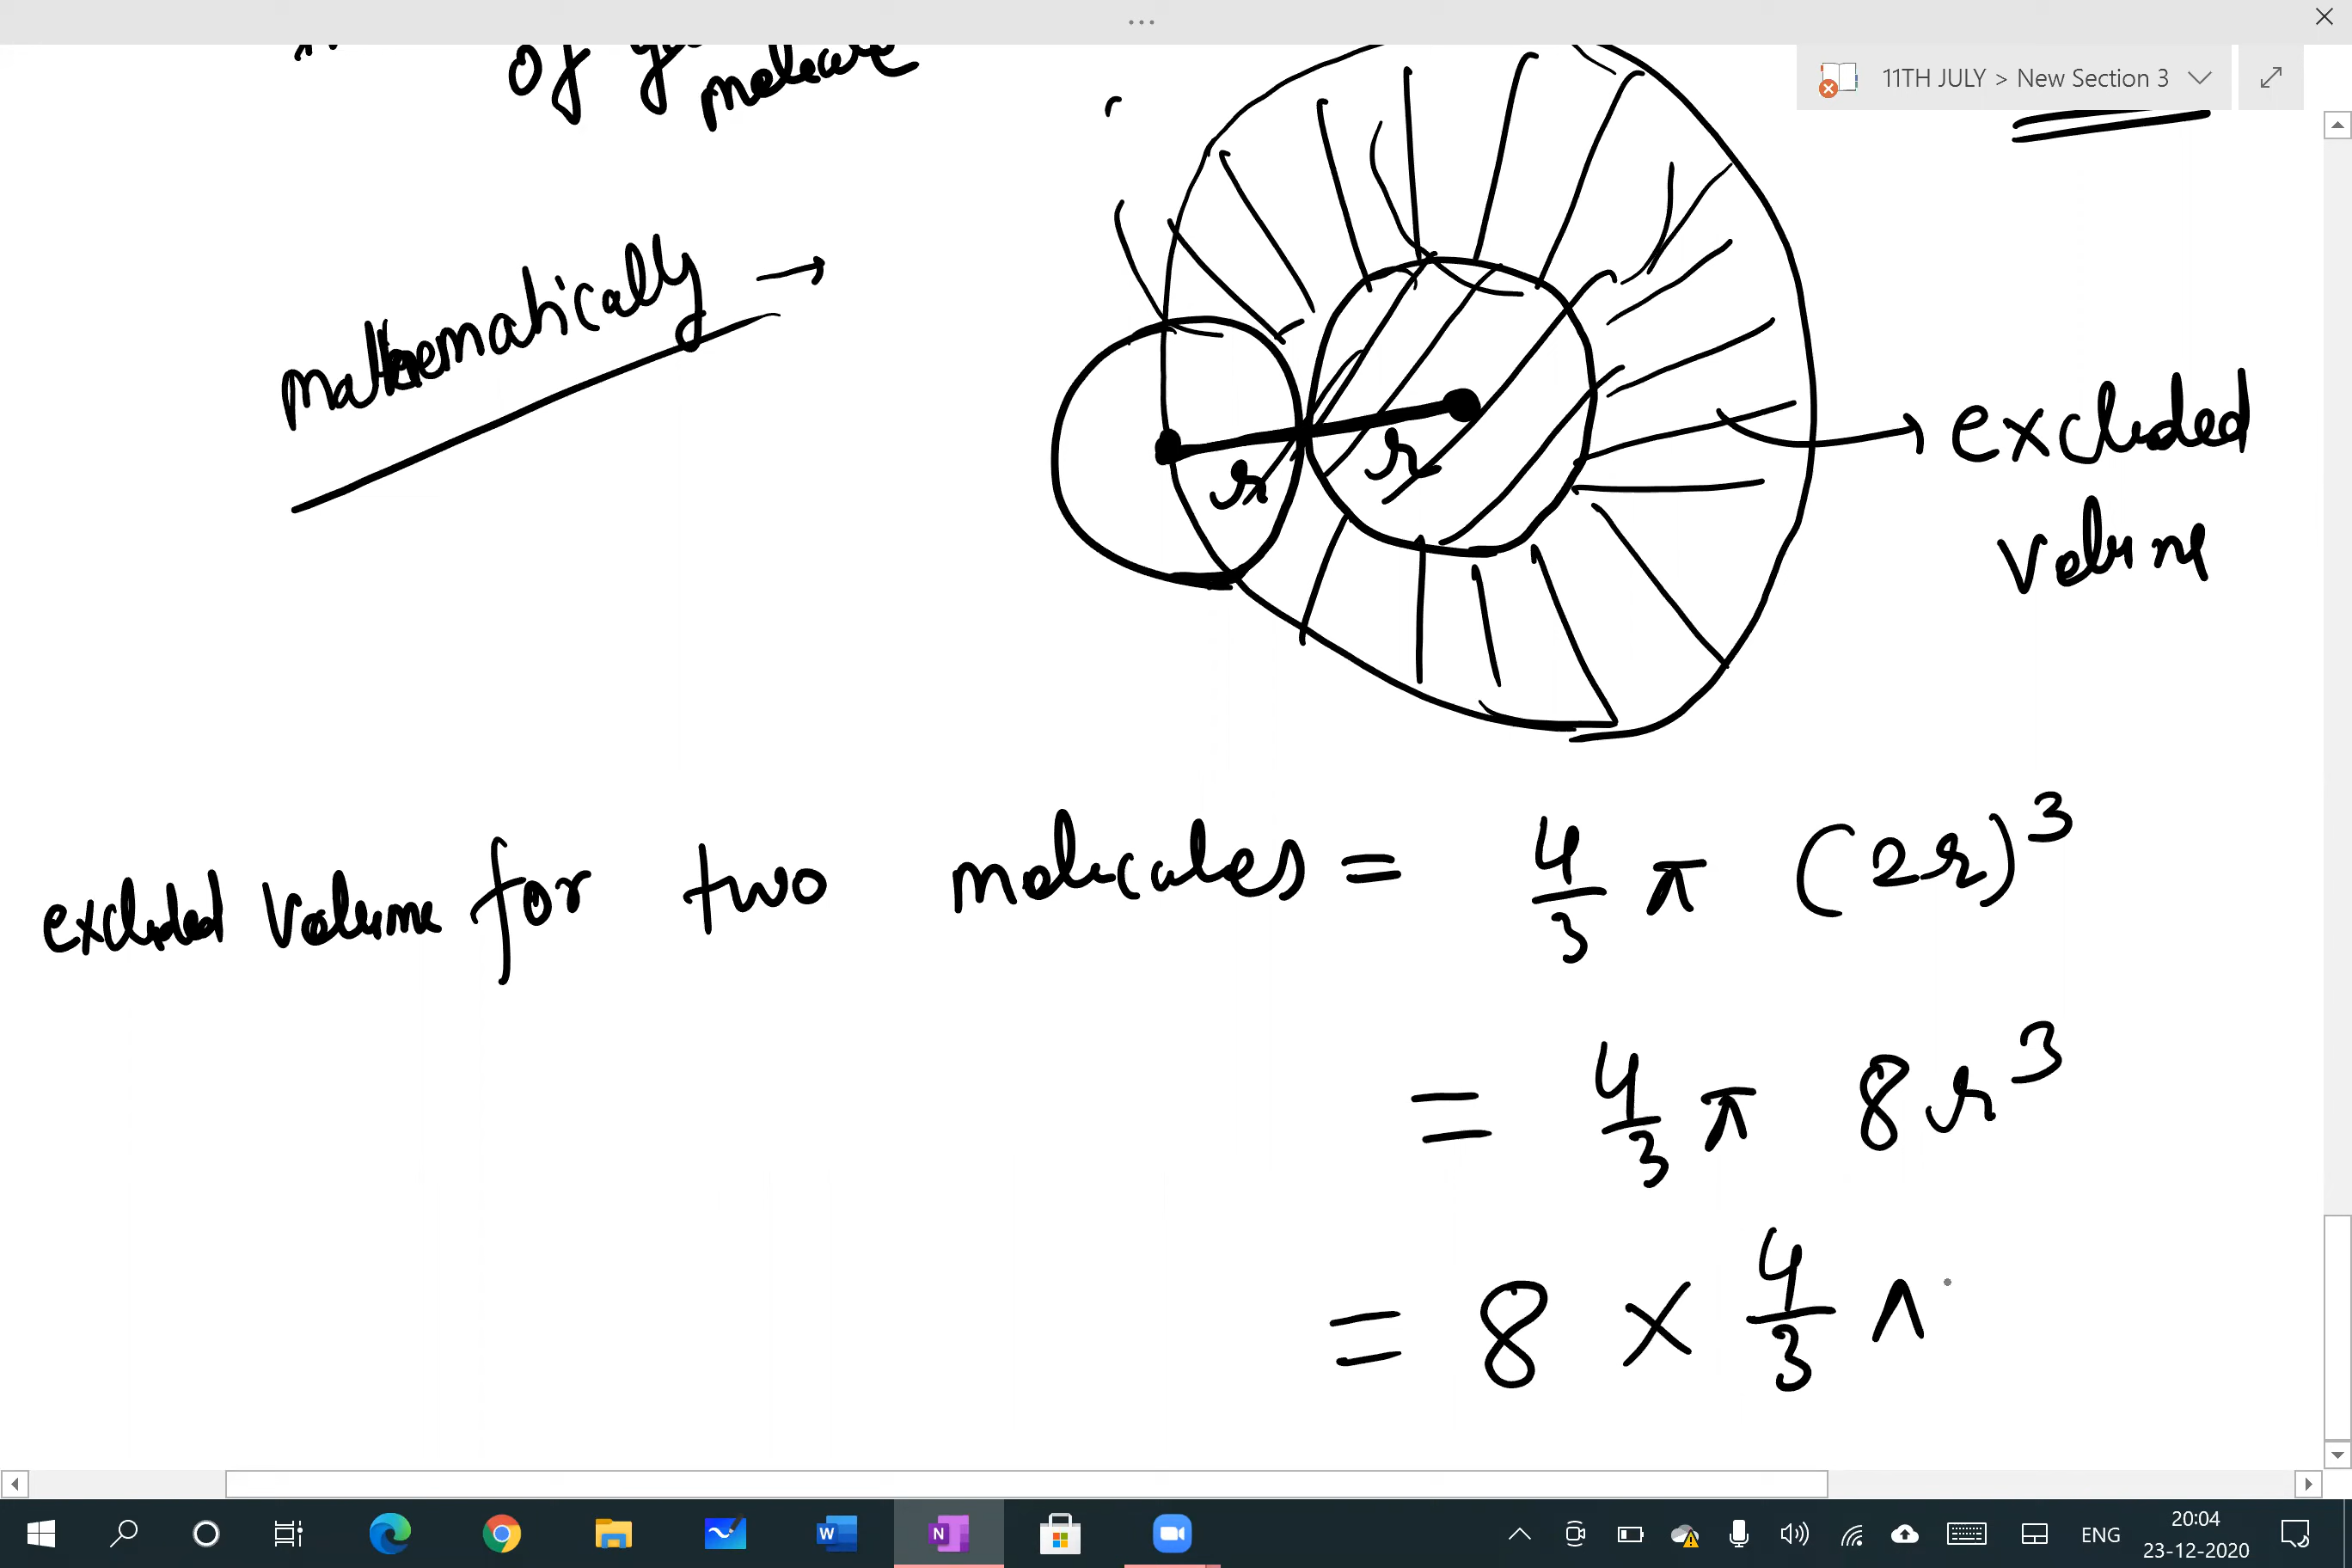 ...
11TH JULY > New Section 3
of
molecule
mathematically →
r
r
→ excluded
volume
excluded volume for two molecules = 4/3 π (2r)³
= 4/3 π 8r³
= 8 × 4/3
W
N
ENG
20:04
23-12-2020